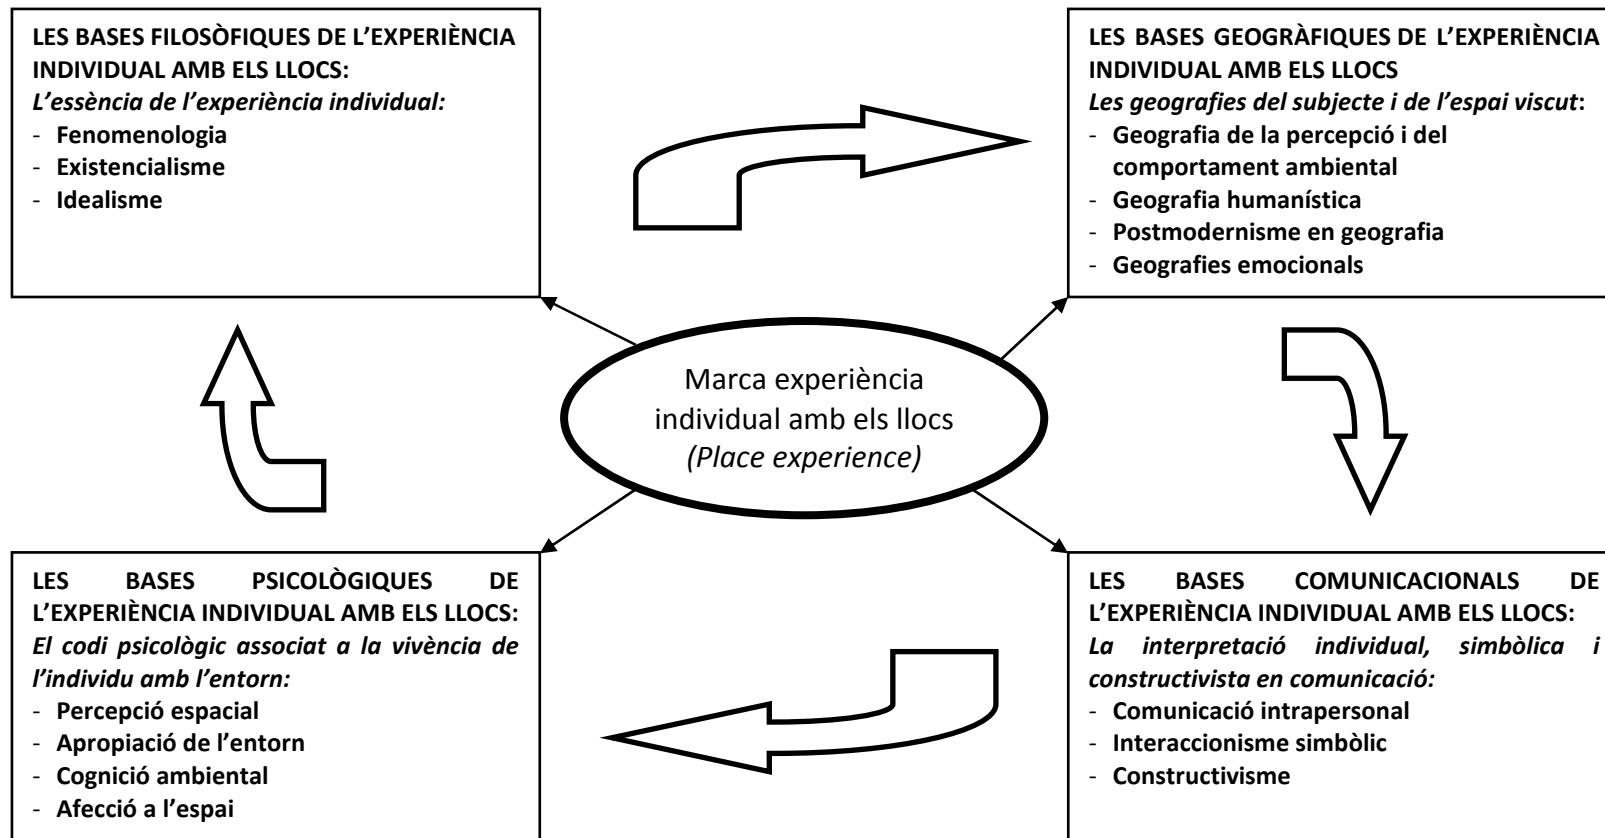 LES BASES FILOSÒFIQUES DE L’EXPERIÈNCIA
INDIVIDUAL AMB ELS LLOCS:
L’essència de l’experiència individual:
- Fenomenologia
- Existencialisme
- Idealisme
LES BASES GEOGRÀFIQUES DE L’EXPERIÈNCIA
INDIVIDUAL AMB ELS LLOCS
Les geografies del subjecte i de l’espai viscut:
- Geografia de la percepció i del
comportament ambiental
- Geografia humanística
- Postmodernisme en geografia
- Geografies emocionals
Marca experiència
individual amb els llocs
(Place experience)
LES BASES PSICOLÒGIQUES DE
L’EXPERIÈNCIA INDIVIDUAL AMB ELS LLOCS:
El codi psicològic associat a la vivència de
l’individu amb l’entorn:
- Percepció espacial
- Apropiació de l’entorn
- Cognició ambiental
- Afecció a l’espai
LES BASES COMUNICACIONALS DE
L’EXPERIÈNCIA INDIVIDUAL AMB ELS LLOCS:
La interpretació individual, simbòlica i
constructivista en comunicació:
- Comunicació intrapersonal
- Interaccionisme simbòlic
- Constructivisme